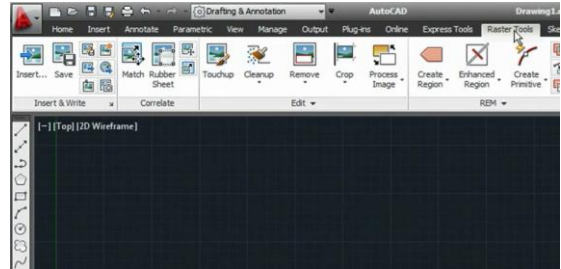 Drafting & Annotation AutoCAD Drawing1.
Home Insert Annotate Parametric View Manage Output Plug-ins Online Express Tools Raster Tools Ske
Insert... Save Match Rubber Sheet Touchup Cleanup Remove Crop Process Image Create Region Enhanced Region Create Primitive
Insert & Write Correlate Edit REM
[−] [Top] [2D Wireframe]